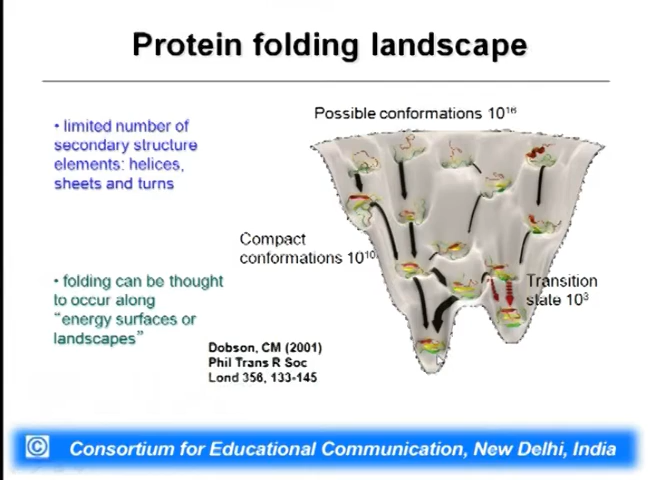 Protein folding landscape
• limited number of
secondary structure
elements: helices,
sheets and turns
Possible conformations 10¹⁶
Compact
conformations 10¹⁰
Transition
state 10³
• folding can be thought
to occur along
“energy surfaces or
landscapes”
Dobson, CM (2001)
Phil Trans R Soc
Lond 356, 133-145
© Consortium for Educational Communication, New Delhi, India